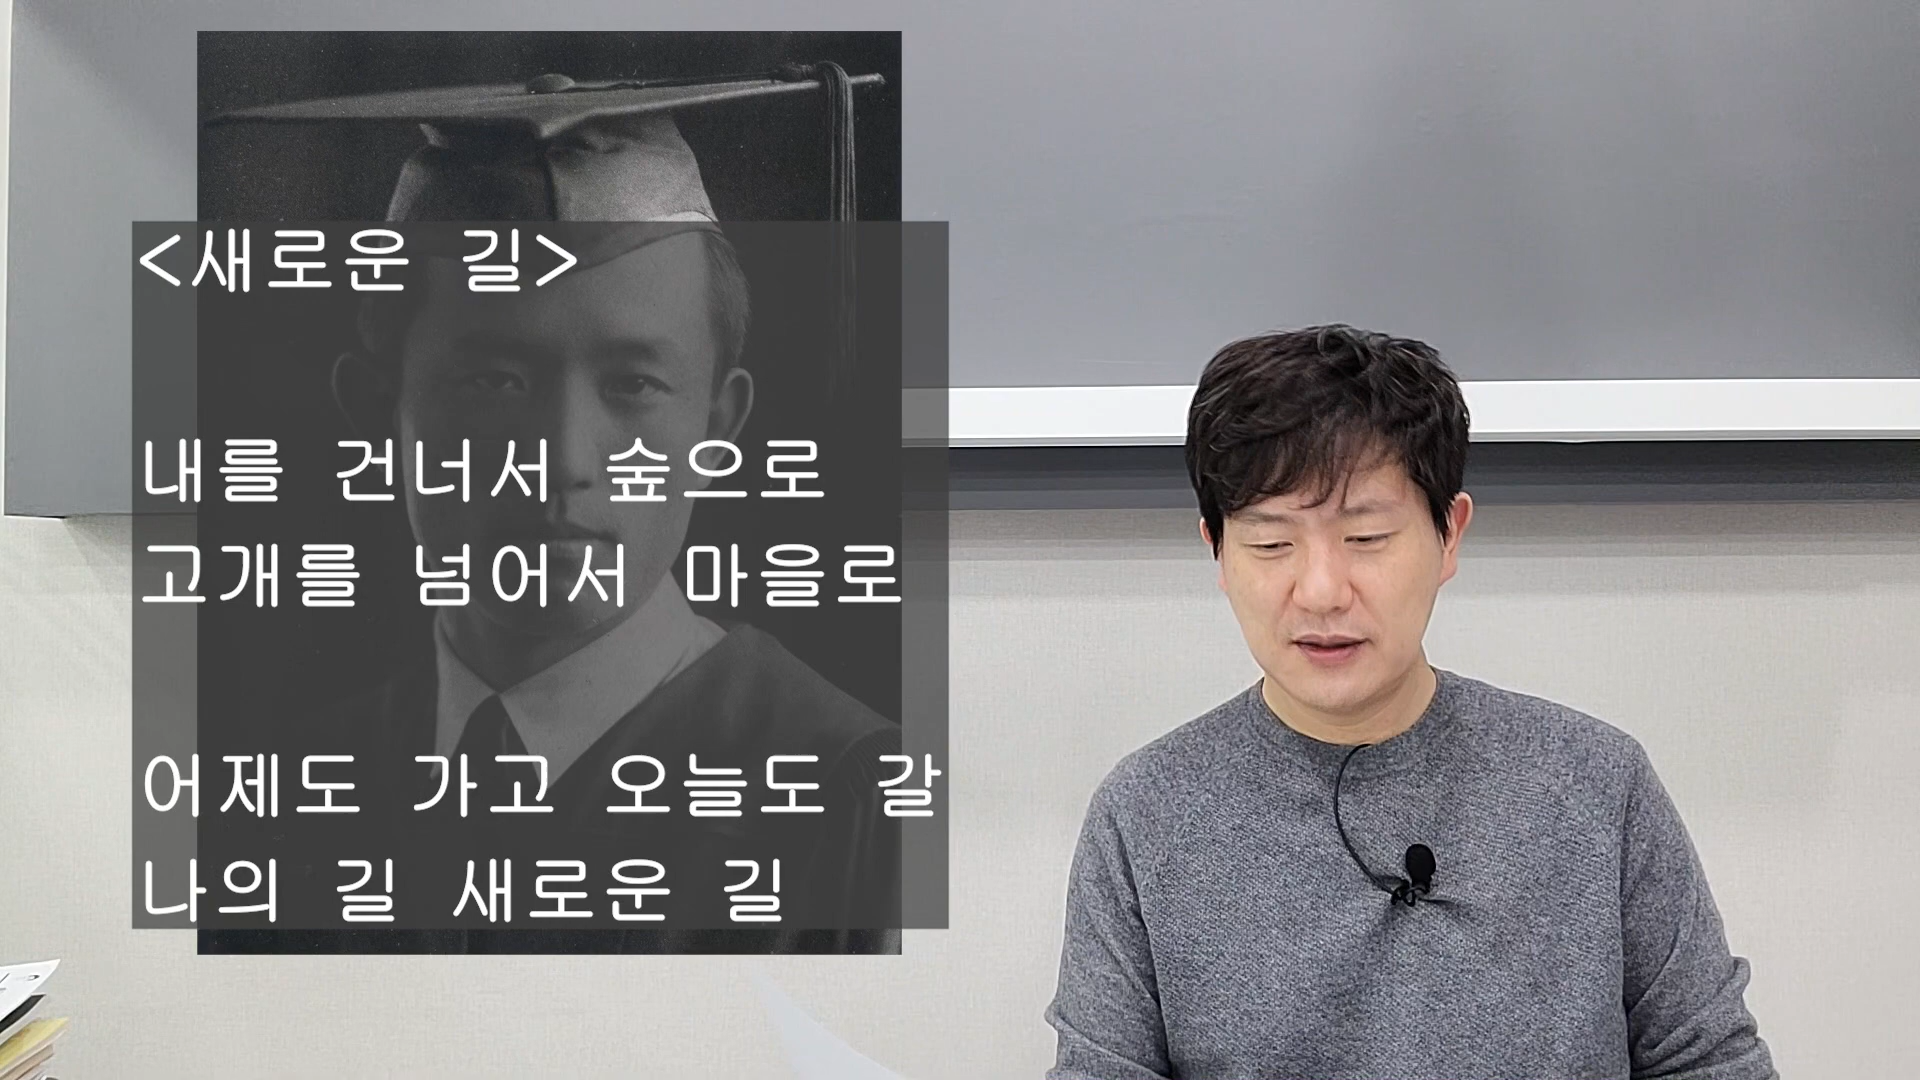 <새로운 길>
내를 건너서 숲으로
고개를 넘어서 마을로
어제도 가고 오늘도 갈
나의 길 새로운 길